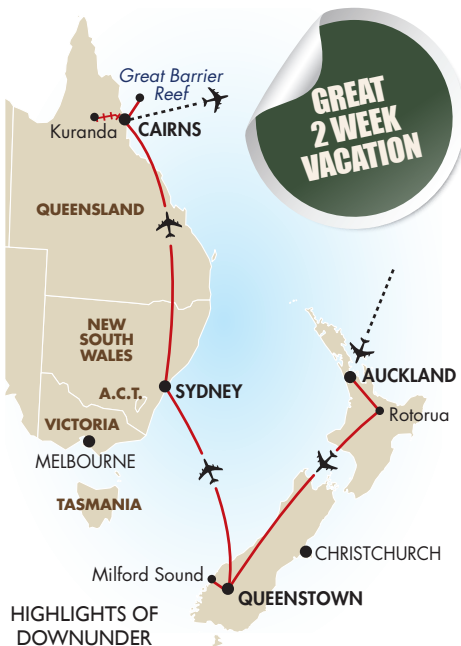 Great Barrier
Reef
Kuranda
CAIRNS
GREAT
2 WEEK
VACATION
QUEENSLAND
NEW
SOUTH
WALES
A.C.T.
SYDNEY
AUCKLAND
Rotorua
VICTORIA
MELBOURNE
TASMANIA
CHRISTCHURCH
Milford Sound
QUEENSTOWN
HIGHLIGHTS OF
DOWNUNDER